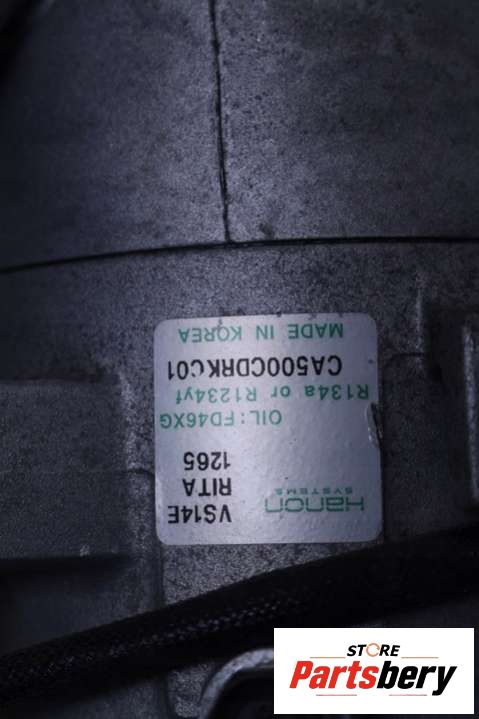 VS14E
RITA
1265
Hanon
SYSTEMS
OIL:FD46XG
R134a or R1234yf
CA500CDRKC01
MADE IN KOREA
STORE
Partsbery